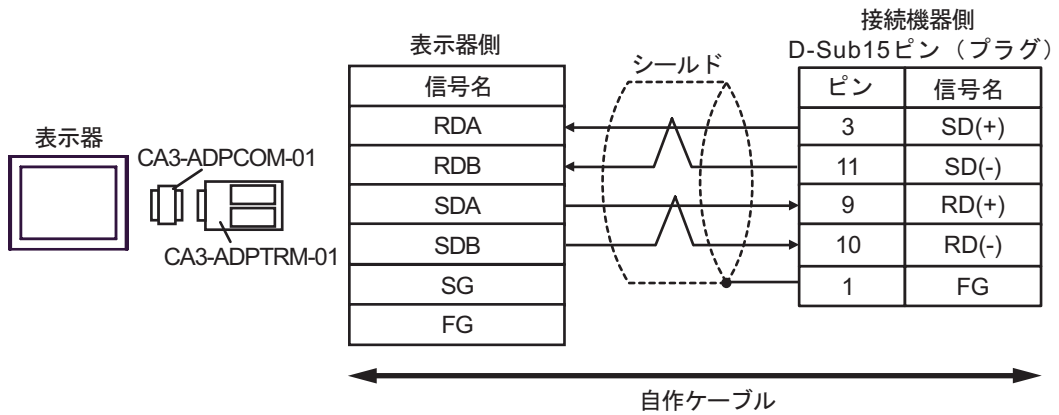 接続機器側
D-Sub15ピン（プラグ）
表示器側
シールド
信号名
ピン 信号名
RDA
3 SD(+)
RDB
11 SD(-)
SDA
9 RD(+)
SDB
10 RD(-)
SG
1 FG
FG
表示器
CA3-ADPCOM-01
CA3-ADPTRM-01
自作ケーブル